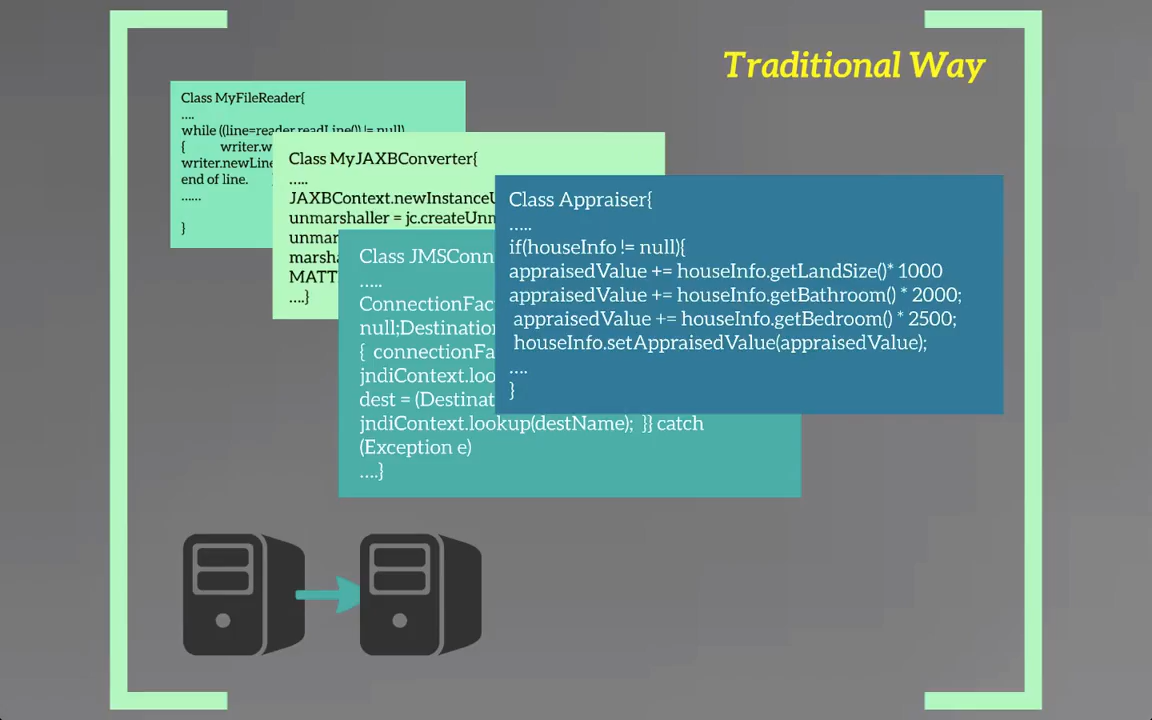 Traditional Way
Class MyFileReader{
....
while ((line=reader.readLine()) != null)
{ writer.w
writer.newLine
end of line.
......
}
Class MyJAXBConverter{
.....
JAXBContext.newInstance
unmarshaller = jc.createUnm
unmar
marsha
MATT
....}
Class JMSConn
.....
ConnectionFac
null;Destination
{ connectionFa
jndiContext.loo
dest = (Destinat
jndiContext.lookup(destName); }} catch
(Exception e)
....}
Class Appraiser{
.....
if(houseInfo != null){
appraisedValue += houseInfo.getLandSize()* 1000
appraisedValue += houseInfo.getBathroom() * 2000;
appraisedValue += houseInfo.getBedroom() * 2500;
houseInfo.setAppraisedValue(appraisedValue);
....
}